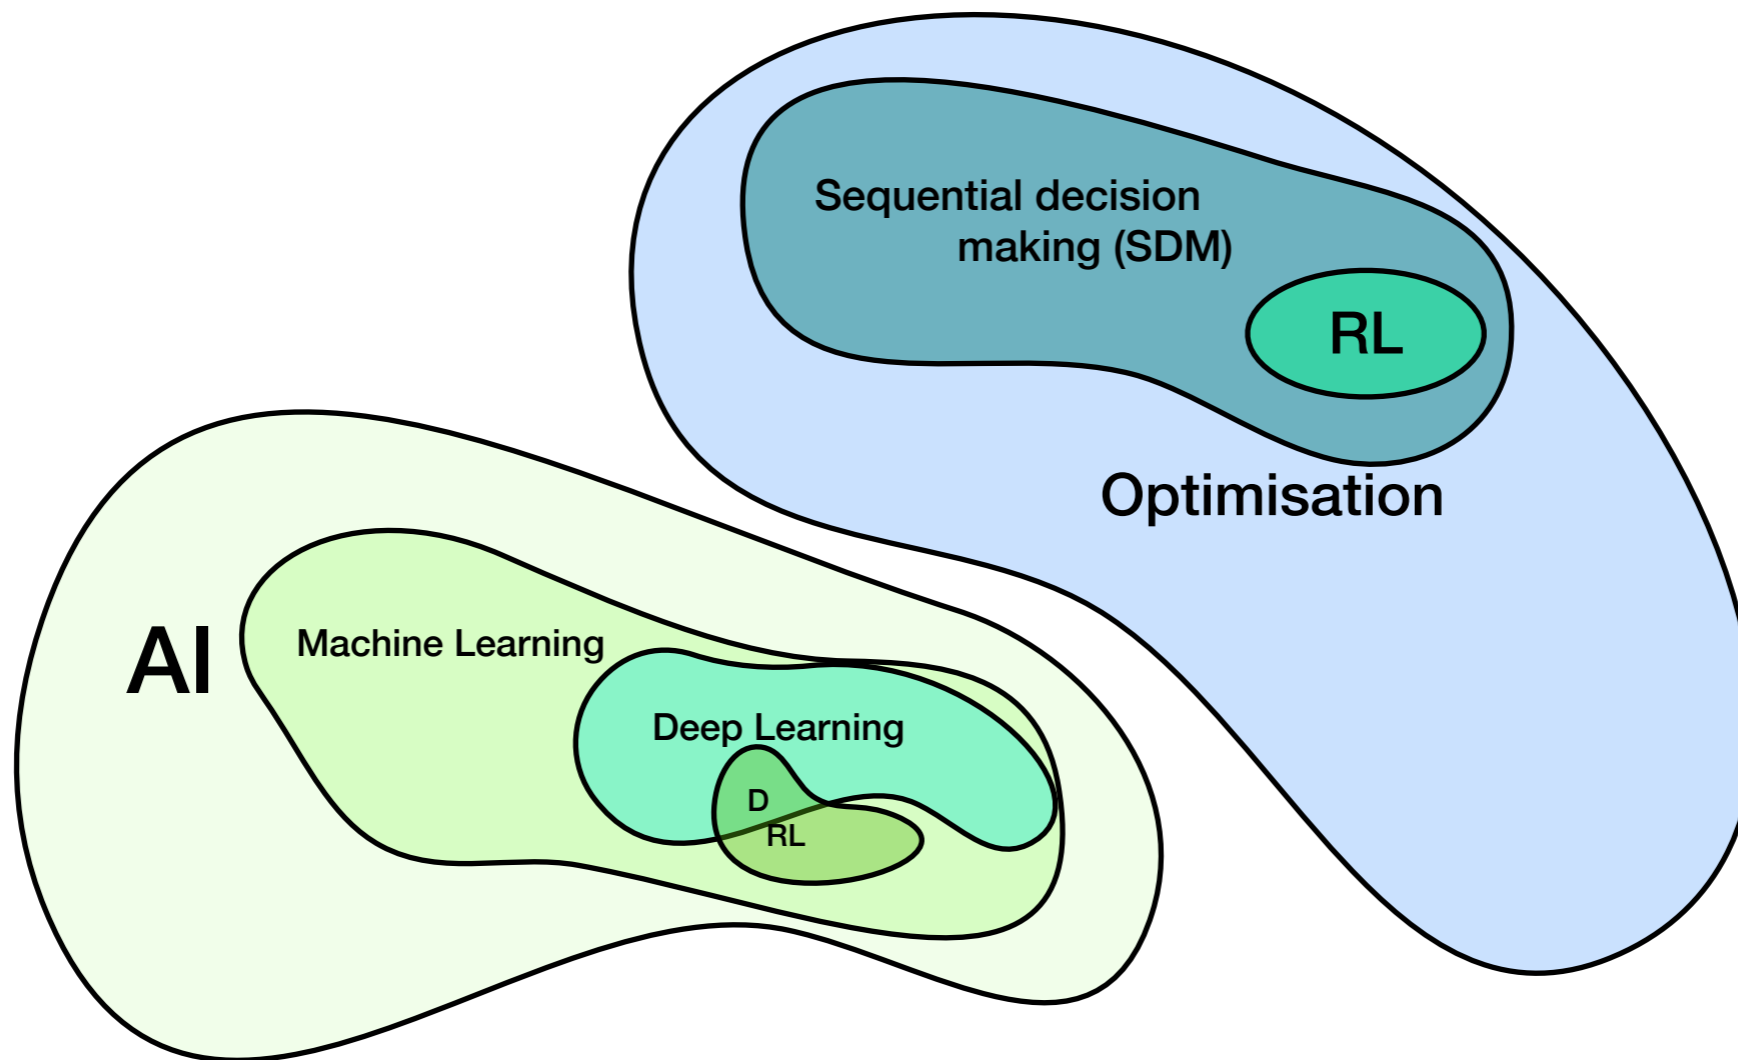 Sequential decision
making (SDM)
RL
Optimisation
AI
Machine Learning
Deep Learning
D
RL